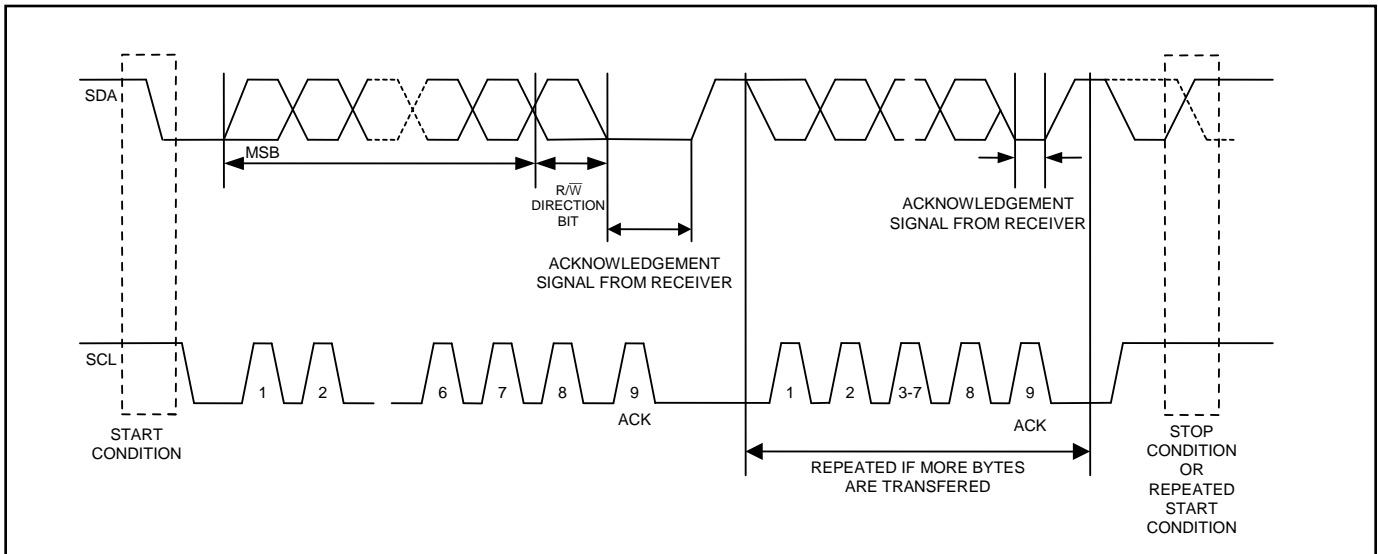 SDA
MSB
R/W̅
DIRECTION
BIT
ACKNOWLEDGEMENT
SIGNAL FROM RECEIVER
ACKNOWLEDGEMENT
SIGNAL FROM RECEIVER
SCL
1
2
6
7
8
9
1
2
3-7
8
9
ACK
ACK
START
CONDITION
REPEATED IF MORE BYTES
ARE TRANSFERED
STOP
CONDITION
OR
REPEATED
START
CONDITION